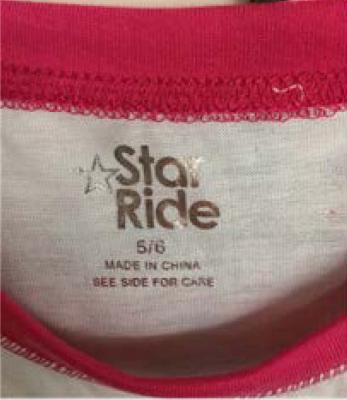 Star
Ride
5/6
MADE IN CHINA
SEE SIDE FOR CARE